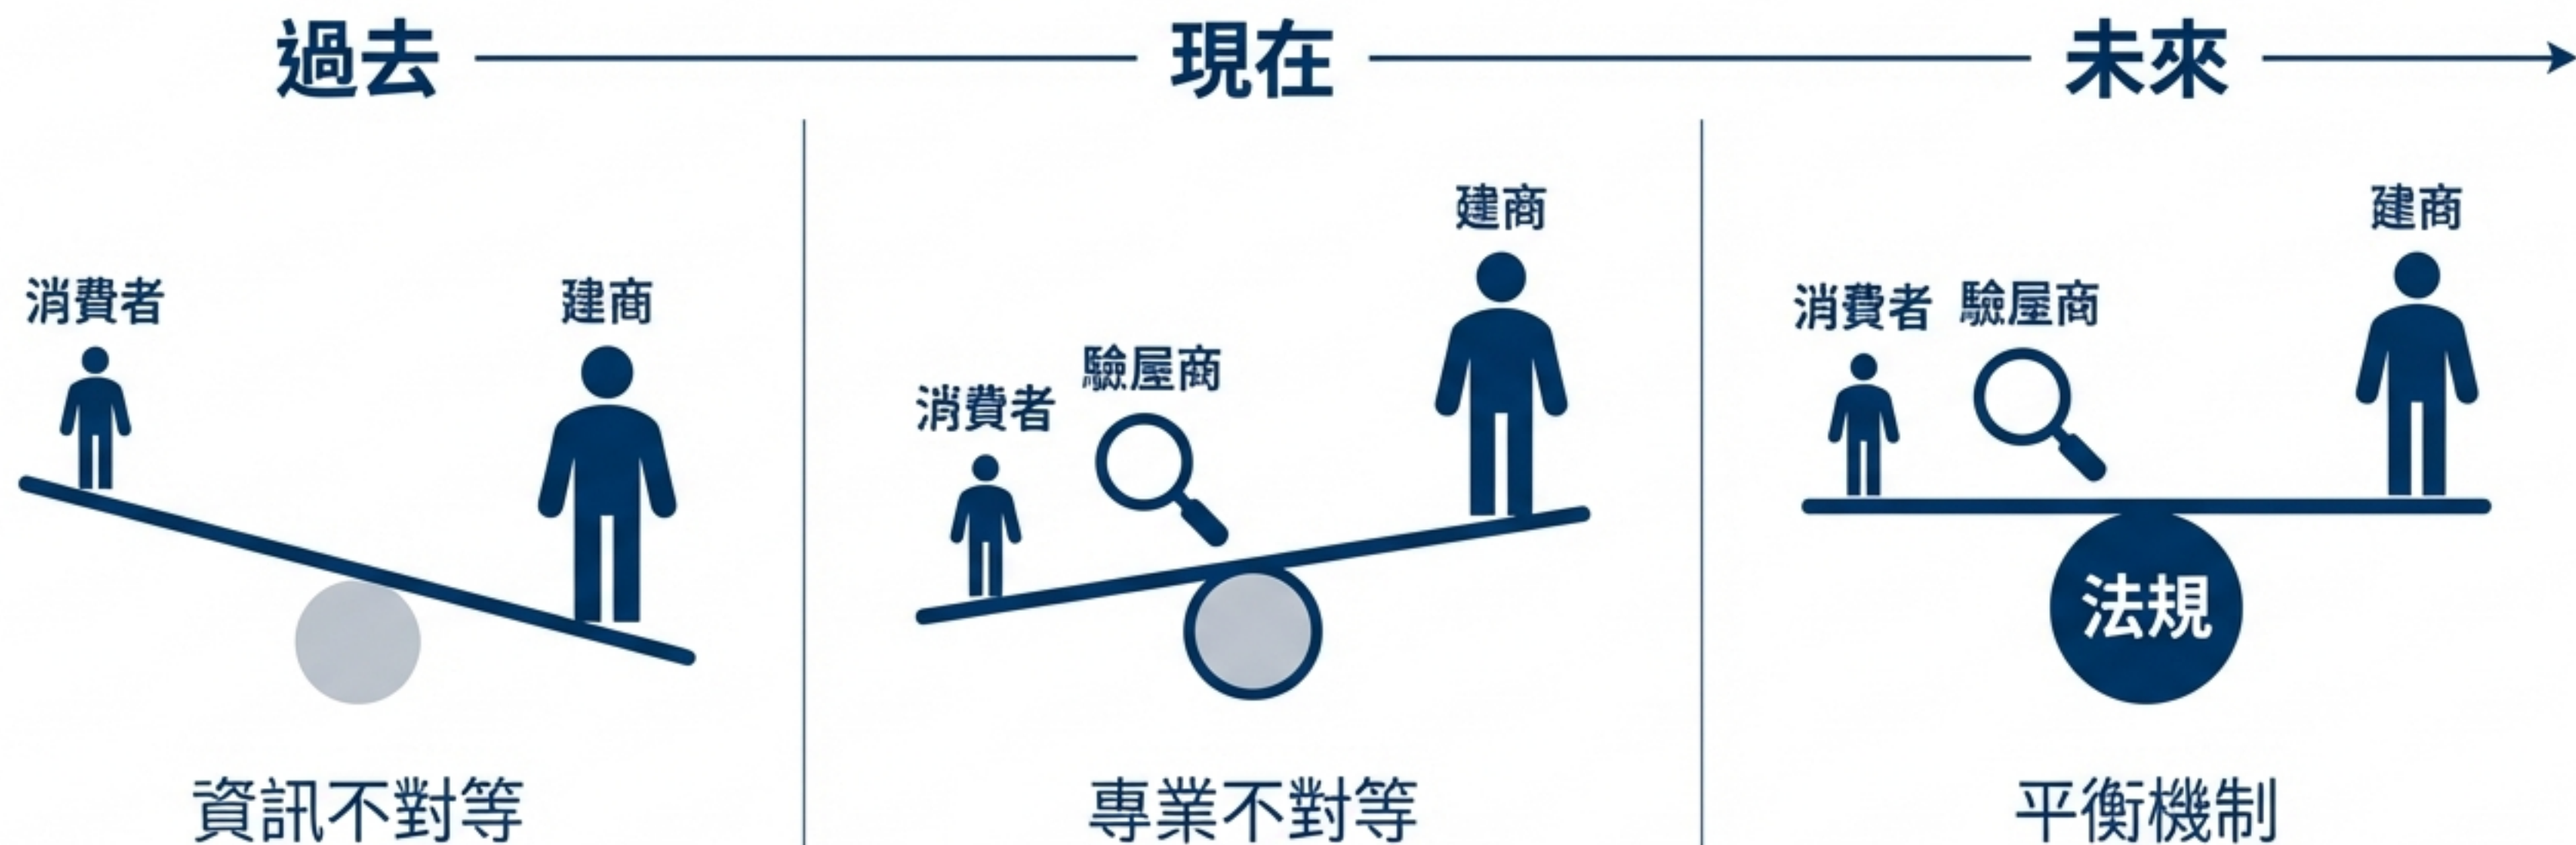 過去
現在
未來
消費者
建商
資訊不對等
消費者
驗屋商
建商
專業不對等
消費者
驗屋商
建商
法規
平衡機制